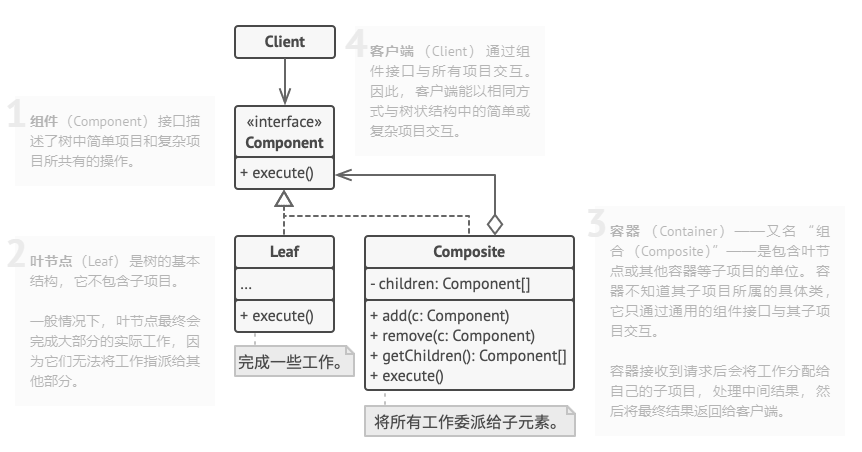 Client
4
客户端 （Client） 通过组
件接口与所有项目交互。
因此， 客户端能以相同方
式与树状结构中的简单或
复杂项目交互。
1
组件 （Component） 接口描
述了树中简单项目和复杂项
目所共有的操作。
«interface»
Component
+ execute()
2
叶节点 （Leaf） 是树的基本
结构， 它不包含子项目。
一般情况下， 叶节点最终会
完成大部分的实际工作， 因
为它们无法将工作指派给其
他部分。
Leaf
...
+ execute()
完成一些工作。
Composite
- children: Component[]
+ add(c: Component)
+ remove(c: Component)
+ getChildren(): Component[]
+ execute()
将所有工作委派给子元素。
3
容器 （Container）——又名 “组
合 （Composite）”——是包含叶节
点或其他容器等子项目的单位。 容
器不知道其子项目所属的具体类，
它只通过通用的组件接口与其子项
目交互。
容器接收到请求后会将工作分配给
自己的子项目， 处理中间结果， 然
后将最终结果返回给客户端。